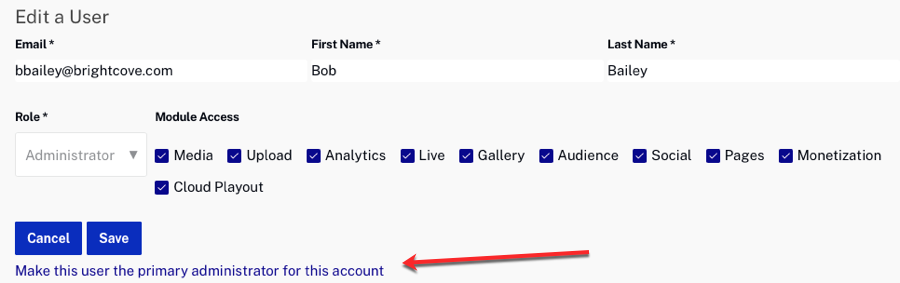 Edit a User
Email * First Name * Last Name *
bbailey@brightcove.com Bob Bailey
Role * Module Access
Administrator Media Upload Analytics Live Gallery Audience Social Pages Monetization
Cloud Playout
Cancel Save
Make this user the primary administrator for this account